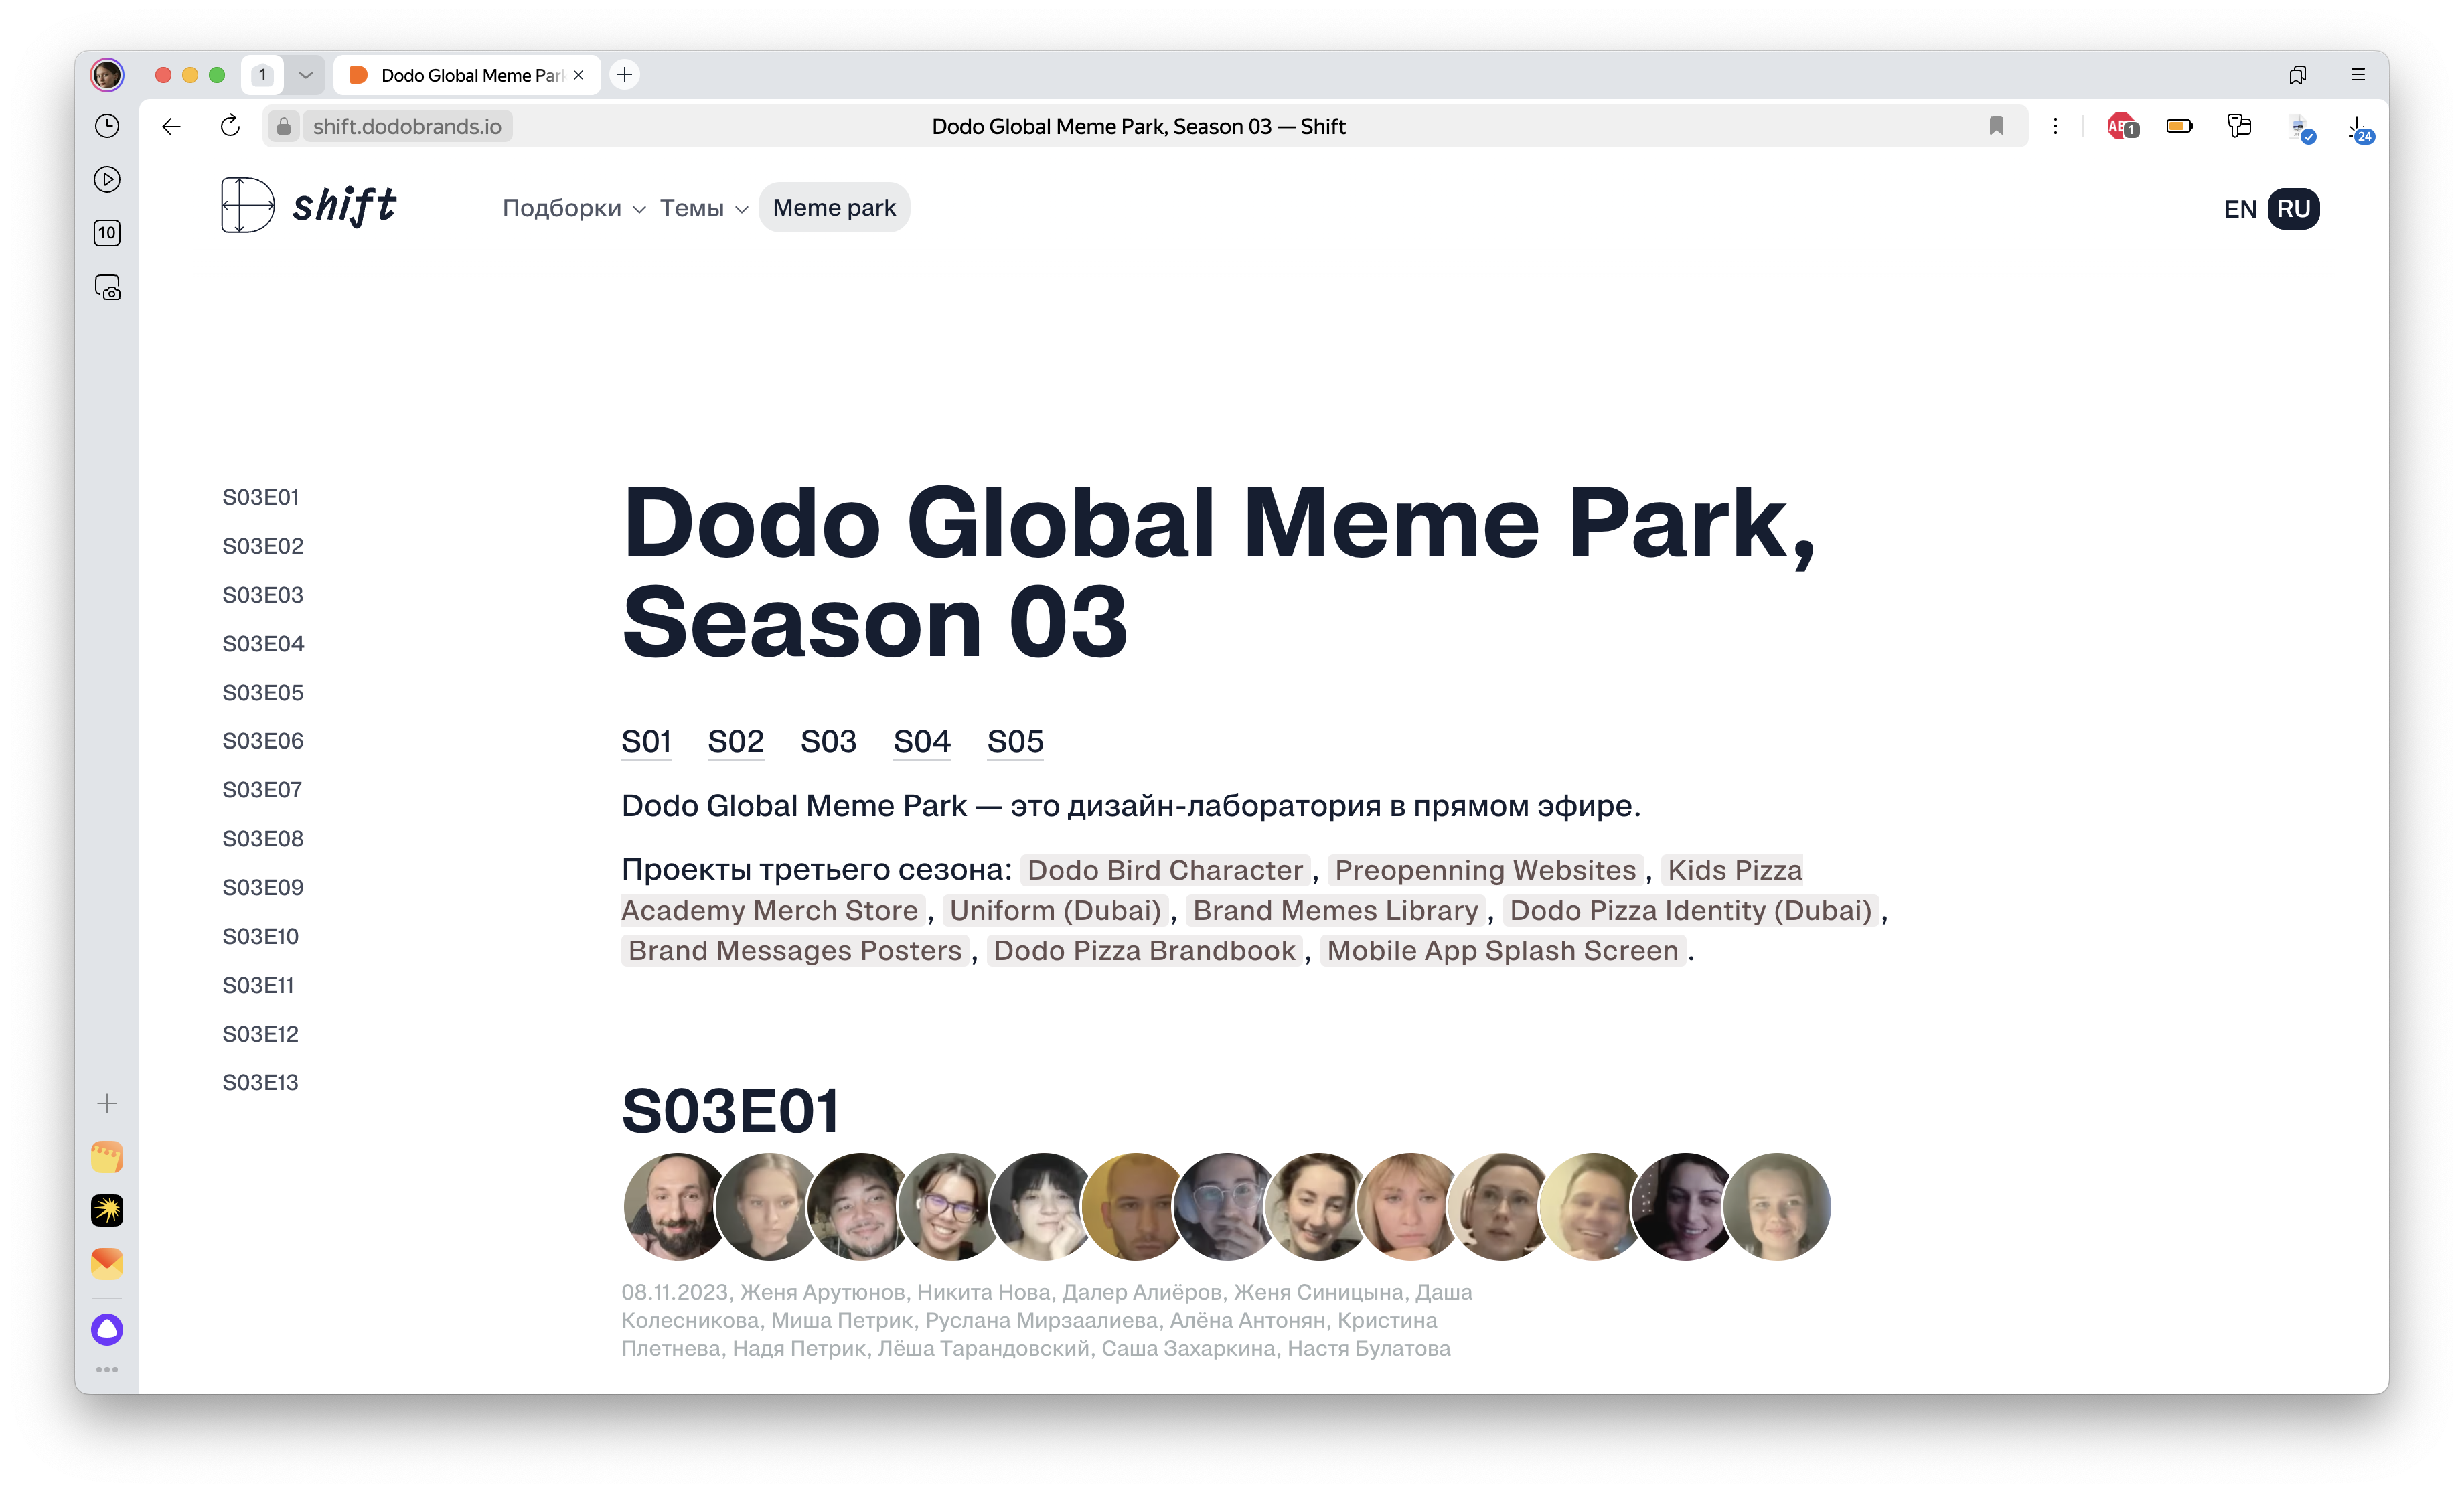 1
Dodo Global Meme Par
shift.dodobrands.io
Dodo Global Meme Park, Season 03 — Shift
1
24
10
shift
Подборки Темы Meme park
EN RU
S03E01
S03E02
S03E03
S03E04
S03E05
S03E06
S03E07
S03E08
S03E09
S03E10
S03E11
S03E12
S03E13
Dodo Global Meme Park,
Season 03
S01 S02 S03 S04 S05
Dodo Global Meme Park — это дизайн-лаборатория в прямом эфире.
Проекты третьего сезона: Dodo Bird Character, Preopenning Websites, Kids Pizza
Academy Merch Store, Uniform (Dubai), Brand Memes Library, Dodo Pizza Identity (Dubai),
Brand Messages Posters, Dodo Pizza Brandbook, Mobile App Splash Screen.
S03E01
08.11.2023, Женя Арутюнов, Никита Нова, Далер Алиёров, Женя Синицына, Даша
Колесникова, Миша Петрик, Руслана Мирзаалиева, Алёна Антонян, Кристина
Плетнева, Надя Петрик, Лёша Тарандовский, Саша Захаркина, Настя Булатова